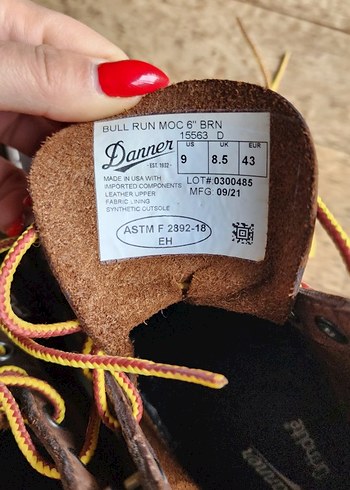 BULL RUN MOC 6" BRN
15563 D
Danner
EST. 1932
US UK EUR
9 8.5 43
MADE IN USA WITH
IMPORTED COMPONENTS
LEATHER UPPER
FABRIC LINING
SYNTHETIC OUTSOLE
LOT# 0300485
MFG 09/21
ASTM F 2892-18
EH